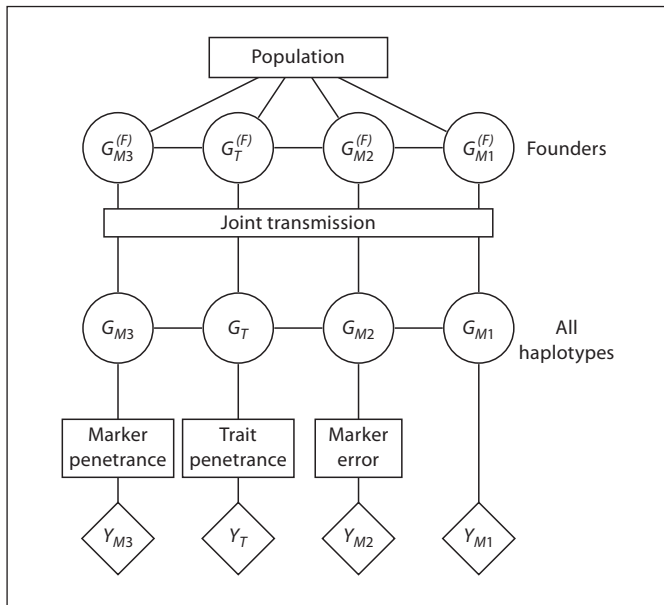 Population
G_{M3}^{(F)} G_T^{(F)} G_{M2}^{(F)} G_{M1}^{(F)} Founders
Joint transmission
G_{M3} G_T G_{M2} G_{M1} All
haplotypes
Marker
penetrance
Trait
penetrance
Marker
error
Y_{M3} Y_T Y_{M2} Y_{M1}